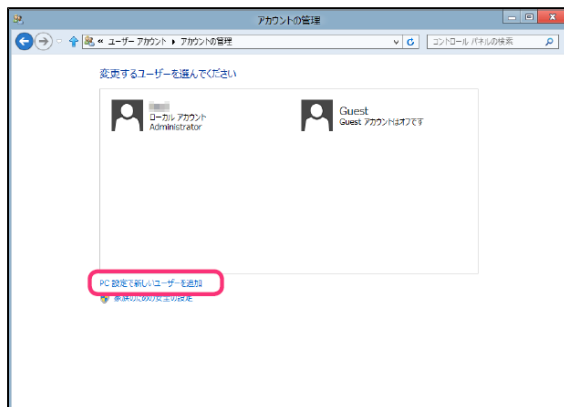 アカウントの管理
« ユーザー アカウント ▸ アカウントの管理
コントロール パネルの検索
変更するユーザーを選んでください
ローカル アカウント
Administrator
Guest
Guest アカウントはオフです
PC 設定で新しいユーザーを追加
家族のための安全の設定